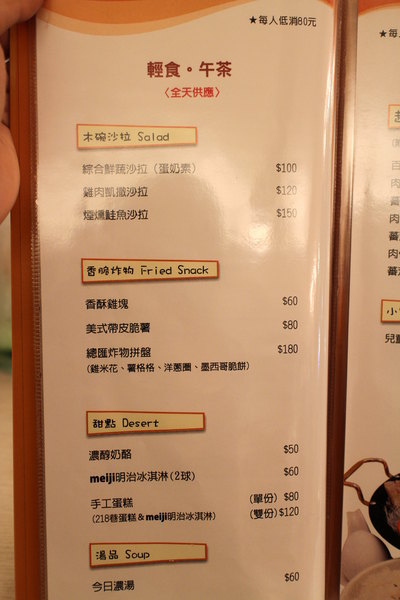 ★每人低消80元
輕食。午茶
〈全天供應〉
木碗沙拉 Salad
綜合鮮蔬沙拉（蛋奶素） $100
雞肉凱撒沙拉 $120
煙燻鮭魚沙拉 $150
香脆炸物 Fried Snack
香酥雞塊 $60
美式帶皮脆薯 $80
總匯炸物拼盤 $180
(雞米花、薯格格、洋蔥圈、墨西哥脆餅)
甜點 Desert
濃醇奶酪 $50
meiji明治冰淇淋(2球) $60
手工蛋糕 (單份) $80
(218巷蛋糕&meiji明治冰淇淋) (雙份)$120
湯品 Soup
今日濃湯 $60
★每
肉
肉
小
兒童